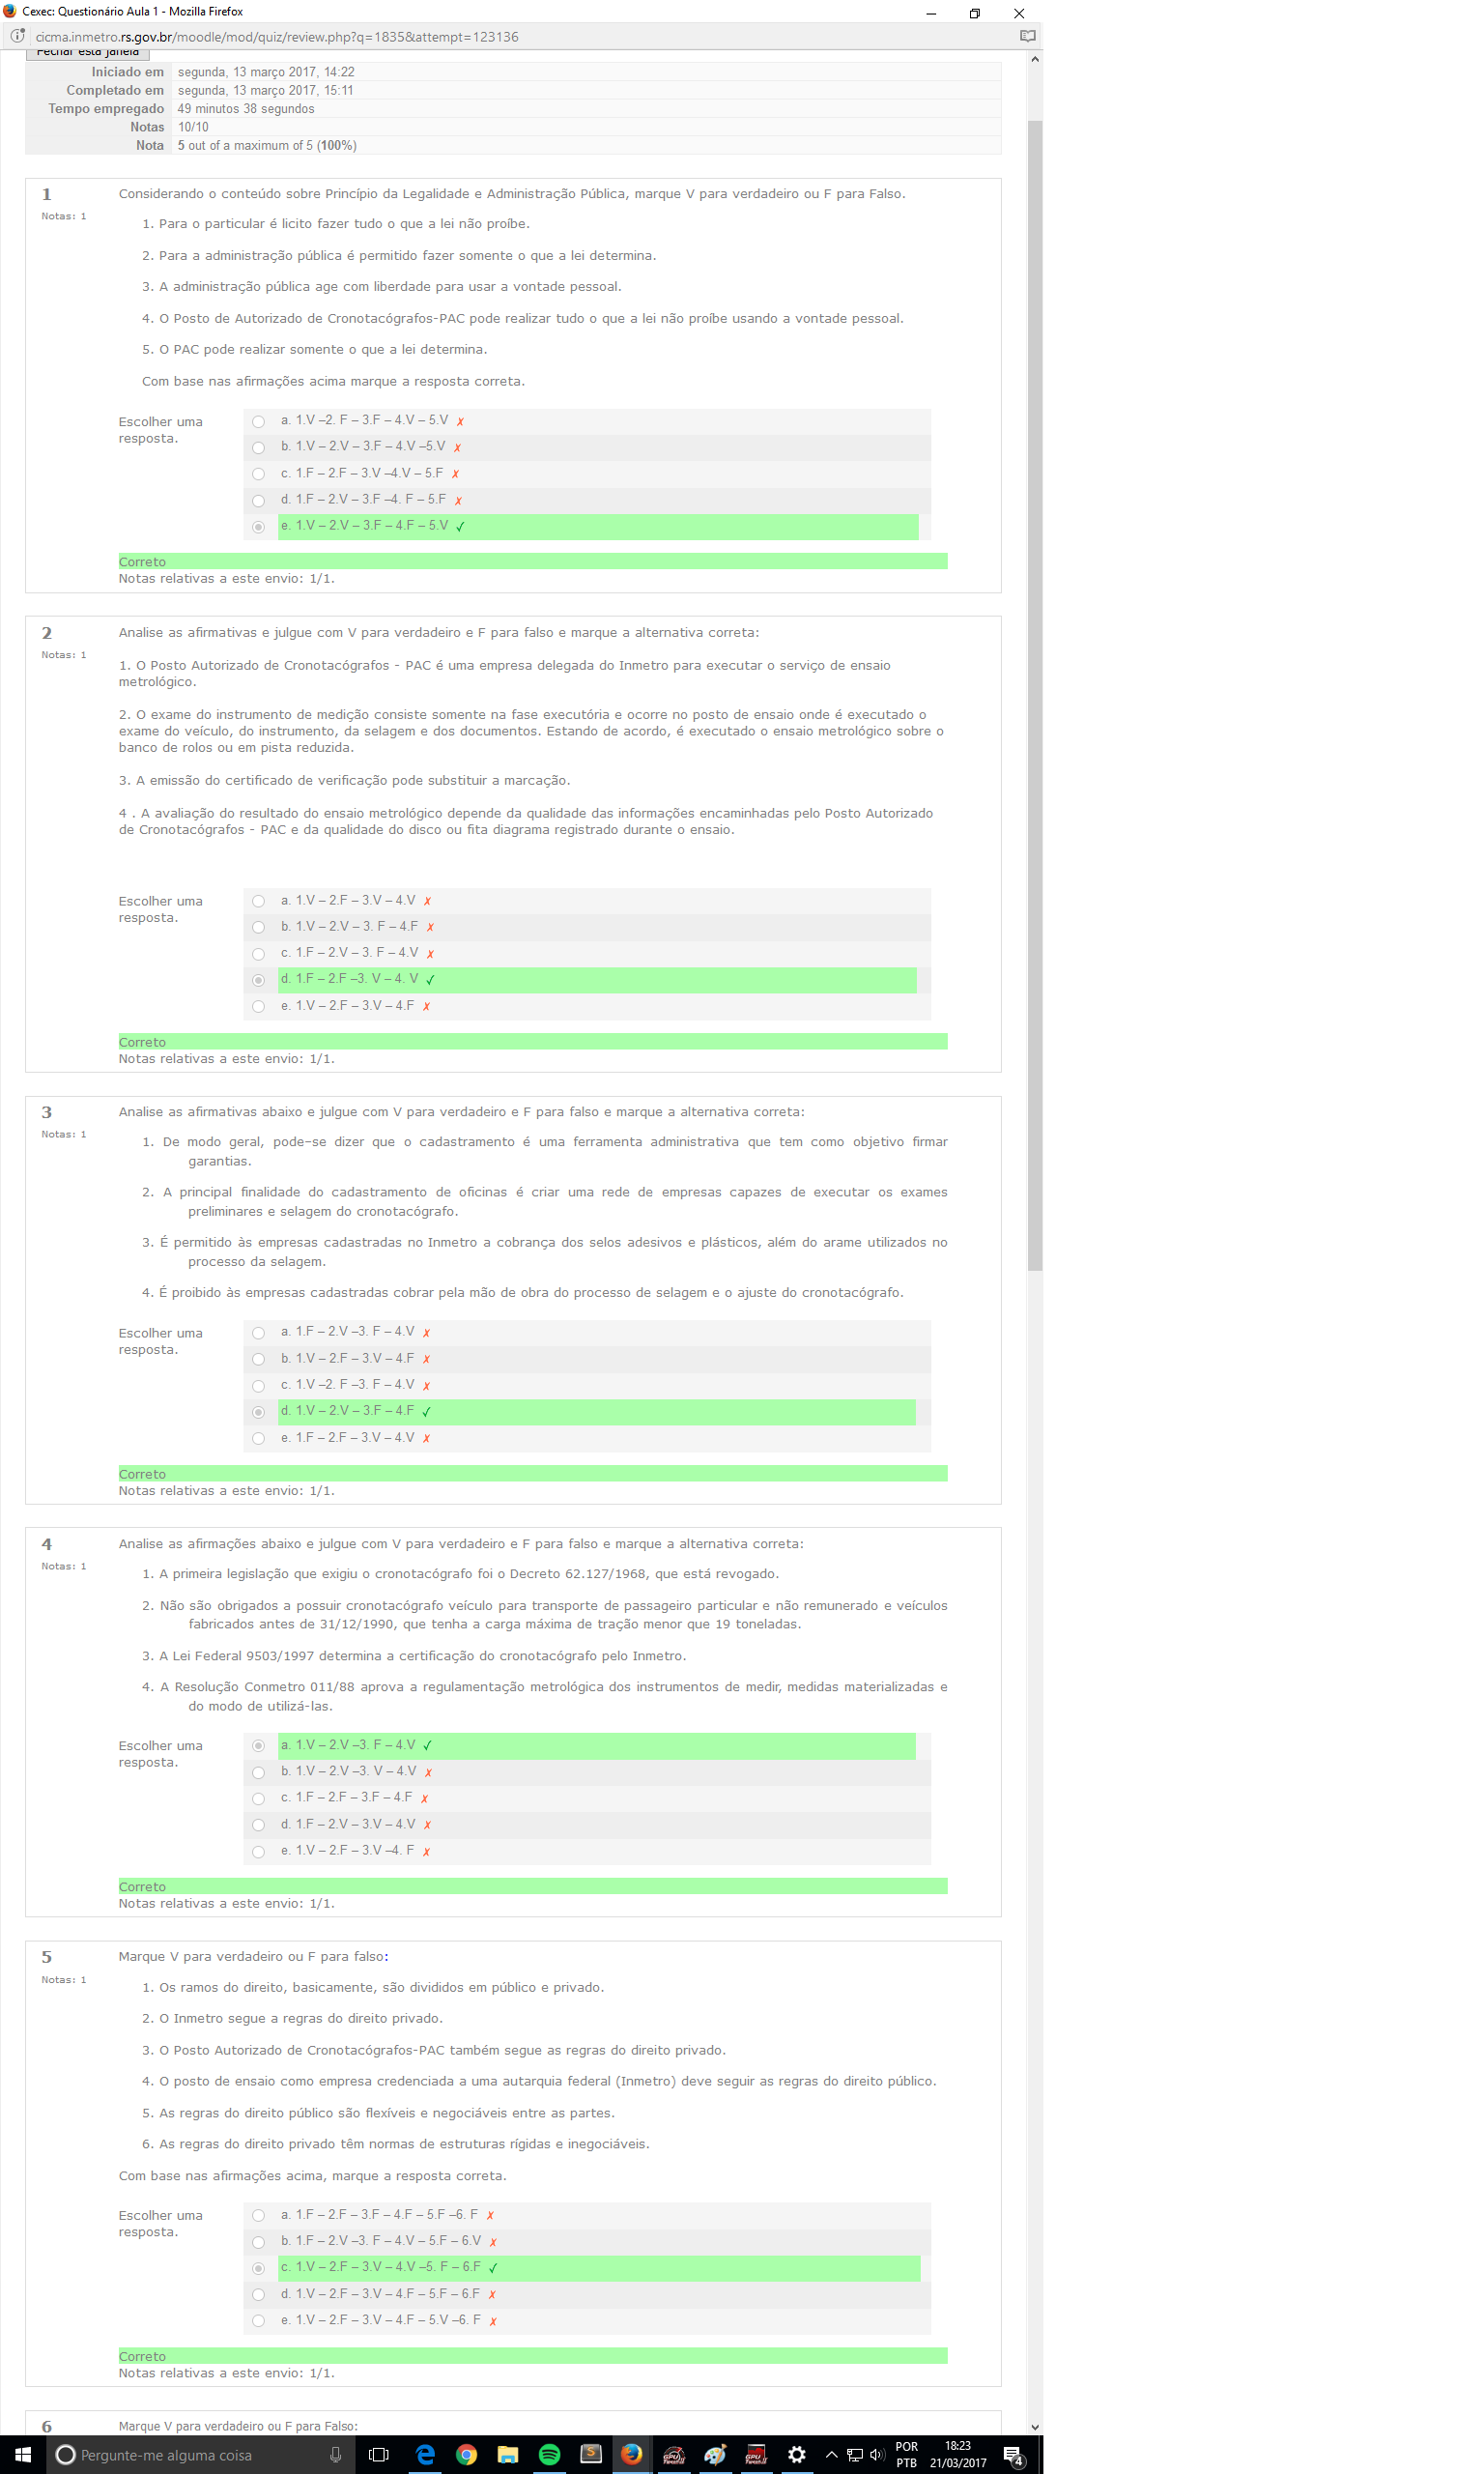 Cexec: Questionário Aula 1 - Mozilla Firefox
cicma.inmetro.rs.gov.br/moodle/mod/quiz/review.php?q=1835&attempt=123136
Fechar esta janela
Iniciado em segunda, 13 março 2017, 14:22
Completado em segunda, 13 março 2017, 15:11
Tempo empregado 49 minutos 38 segundos
Notas 10/10
Nota 5 out of a maximum of 5 (100%)
1
Notas: 1
Considerando o conteúdo sobre Princípio da Legalidade e Administração Pública, marque V para verdadeiro ou F para Falso.
1. Para o particular é licito fazer tudo o que a lei não proíbe.
2. Para a administração pública é permitido fazer somente o que a lei determina.
3. A administração pública age com liberdade para usar a vontade pessoal.
4. O Posto de Autorizado de Cronotacógrafos-PAC pode realizar tudo o que a lei não proíbe usando a vontade pessoal.
5. O PAC pode realizar somente o que a lei determina.
Com base nas afirmações acima marque a resposta correta.
Escolher uma
resposta.
a. 1.V –2. F – 3.F – 4.V – 5.V ✗
b. 1.V – 2.V – 3.F – 4.V –5.V ✗
c. 1.F – 2.F – 3.V –4.V – 5.F ✗
d. 1.F – 2.V – 3.F –4. F – 5.F ✗
e. 1.V – 2.V – 3.F – 4.F – 5.V ✓
Correto
Notas relativas a este envio: 1/1.
2
Notas: 1
Analise as afirmativas e julgue com V para verdadeiro e F para falso e marque a alternativa correta:
1. O Posto Autorizado de Cronotacógrafos - PAC é uma empresa delegada do Inmetro para executar o serviço de ensaio
metrológico.
2. O exame do instrumento de medição consiste somente na fase executória e ocorre no posto de ensaio onde é executado o
exame do veículo, do instrumento, da selagem e dos documentos. Estando de acordo, é executado o ensaio metrológico sobre o
banco de rolos ou em pista reduzida.
3. A emissão do certificado de verificação pode substituir a marcação.
4 . A avaliação do resultado do ensaio metrológico depende da qualidade das informações encaminhadas pelo Posto Autorizado
de Cronotacógrafos - PAC e da qualidade do disco ou fita diagrama registrado durante o ensaio.
Escolher uma
resposta.
a. 1.V – 2.F – 3.V – 4.V ✗
b. 1.V – 2.V – 3. F – 4.F ✗
c. 1.F – 2.V – 3. F – 4.V ✗
d. 1.F – 2.F –3. V – 4. V ✓
e. 1.V – 2.F – 3.V – 4.F ✗
Correto
Notas relativas a este envio: 1/1.
3
Notas: 1
Analise as afirmativas abaixo e julgue com V para verdadeiro e F para falso e marque a alternativa correta:
1. De modo geral, pode–se dizer que o cadastramento é uma ferramenta administrativa que tem como objetivo firmar
garantias.
2. A principal finalidade do cadastramento de oficinas é criar uma rede de empresas capazes de executar os exames
preliminares e selagem do cronotacógrafo.
3. É permitido às empresas cadastradas no Inmetro a cobrança dos selos adesivos e plásticos, além do arame utilizados no
processo da selagem.
4. É proibido às empresas cadastradas cobrar pela mão de obra do processo de selagem e o ajuste do cronotacógrafo.
Escolher uma
resposta.
a. 1.F – 2.V –3. F – 4.V ✗
b. 1.V – 2.F – 3.V – 4.F ✗
c. 1.V –2. F –3. F – 4.V ✗
d. 1.V – 2.V – 3.F – 4.F ✓
e. 1.F – 2.F – 3.V – 4.V ✗
Correto
Notas relativas a este envio: 1/1.
4
Notas: 1
Analise as afirmações abaixo e julgue com V para verdadeiro e F para falso e marque a alternativa correta:
1. A primeira legislação que exigiu o cronotacógrafo foi o Decreto 62.127/1968, que está revogado.
2. Não são obrigados a possuir cronotacógrafo veículo para transporte de passageiro particular e não remunerado e veículos
fabricados antes de 31/12/1990, que tenha a carga máxima de tração menor que 19 toneladas.
3. A Lei Federal 9503/1997 determina a certificação do cronotacógrafo pelo Inmetro.
4. A Resolução Conmetro 011/88 aprova a regulamentação metrológica dos instrumentos de medir, medidas materializadas e
do modo de utilizá-las.
Escolher uma
resposta.
a. 1.V – 2.V –3. F – 4.V ✓
b. 1.V – 2.V –3. V – 4.V ✗
c. 1.F – 2.F – 3.F – 4.F ✗
d. 1.F – 2.V – 3.V – 4.V ✗
e. 1.V – 2.F – 3.V –4. F ✗
Correto
Notas relativas a este envio: 1/1.
5
Notas: 1
Marque V para verdadeiro ou F para falso:
1. Os ramos do direito, basicamente, são divididos em público e privado.
2. O Inmetro segue a regras do direito privado.
3. O Posto Autorizado de Cronotacógrafos-PAC também segue as regras do direito privado.
4. O posto de ensaio como empresa credenciada a uma autarquia federal (Inmetro) deve seguir as regras do direito público.
5. As regras do direito público são flexíveis e negociáveis entre as partes.
6. As regras do direito privado têm normas de estruturas rígidas e inegociáveis.
Com base nas afirmações acima, marque a resposta correta.
Escolher uma
resposta.
a. 1.F – 2.F – 3.F – 4.F – 5.F –6. F ✗
b. 1.F – 2.V –3. F – 4.V – 5.F – 6.V ✗
c. 1.V – 2.F – 3.V – 4.V –5. F – 6.F ✓
d. 1.V – 2.F – 3.V – 4.F – 5.F – 6.F ✗
e. 1.V – 2.F – 3.V – 4.F – 5.V –6. F ✗
Correto
Notas relativas a este envio: 1/1.
6
Marque V para verdadeiro ou F para Falso:
Pergunte-me alguma coisa
POR
PTB
18:23
21/03/2017
4